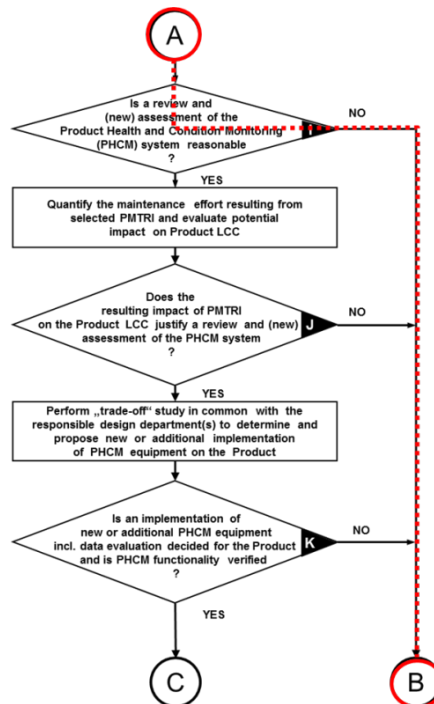 A
Is a review and
(new) assessment of the
Product Health and Condition Monitoring
(PHCM) system reasonable
?
I
NO
YES
Quantify the maintenance effort resulting from
selected PMTRI and evaluate potential
impact on Product LCC
Does the
resulting impact of PMTRI
on the Product LCC justify a review and (new)
assessment of the PHCM system
?
J
NO
YES
Perform „trade-off“ study in common with the
responsible design department(s) to determine and
propose new or additional implementation
of PHCM equipment on the Product
Is an implementation of
new or additional PHCM equipment
incl. data evaluation decided for the Product
and is PHCM functionality verified
?
K
NO
YES
C
B